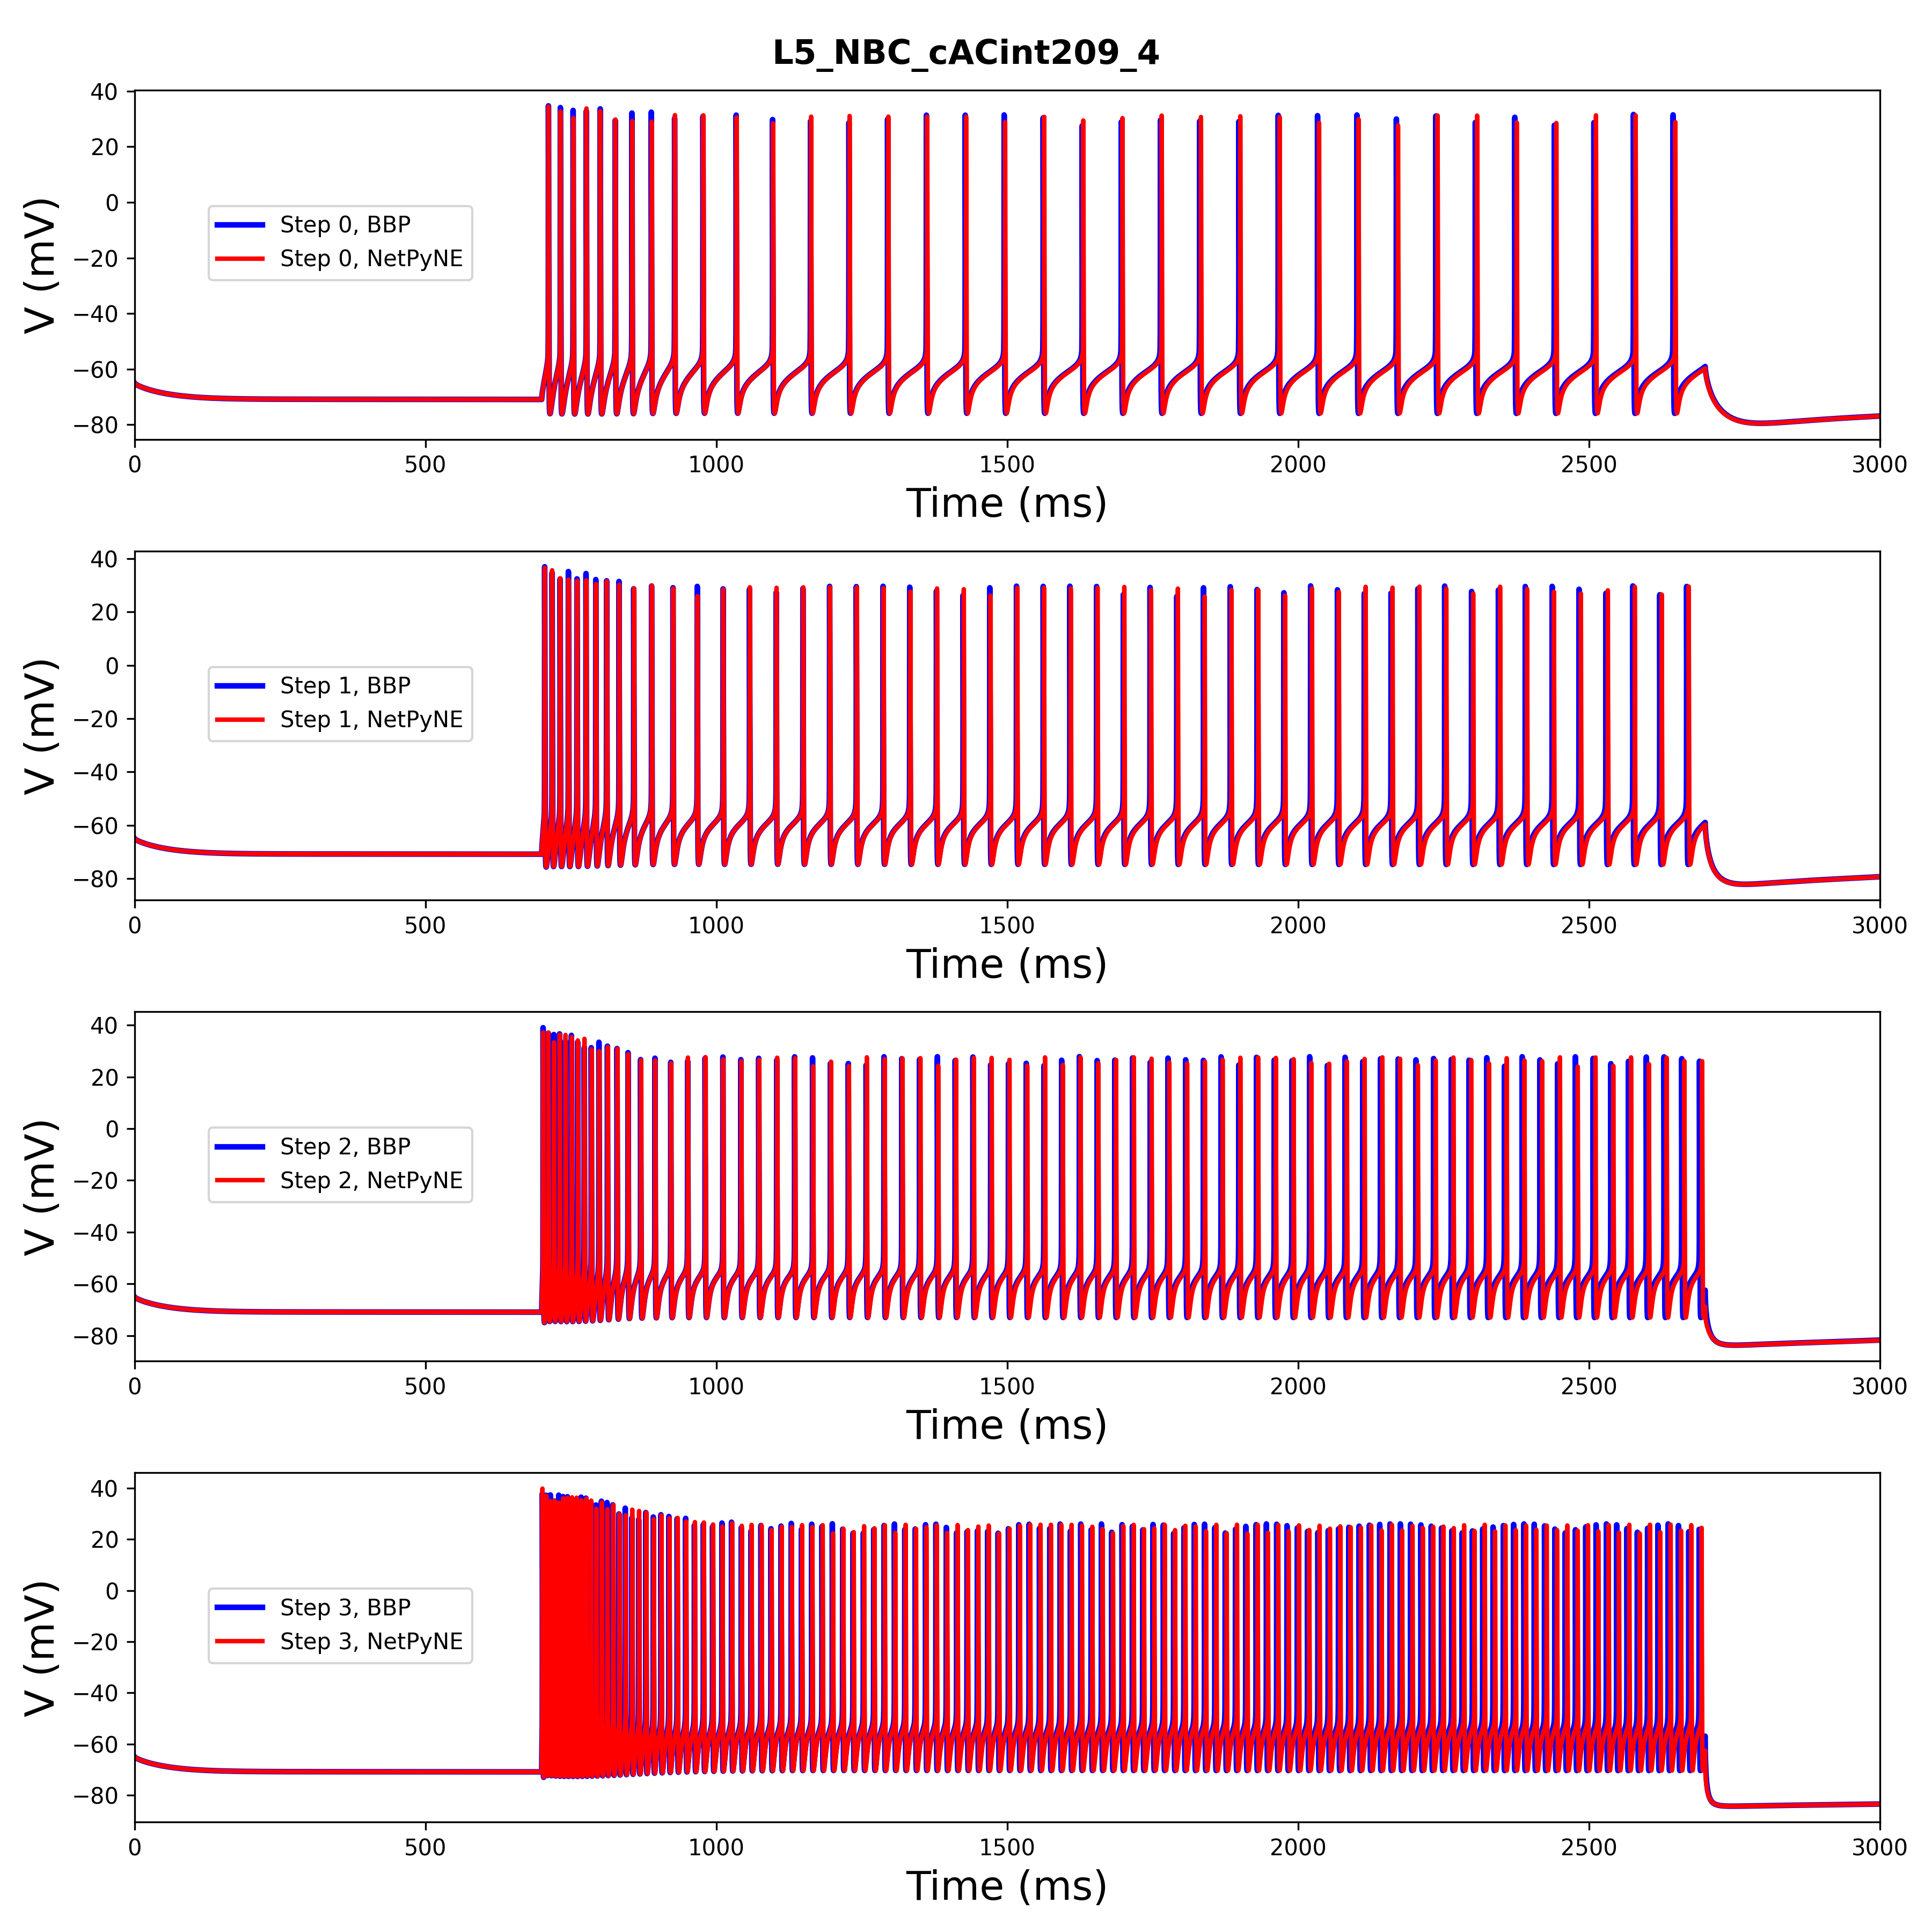 L5_NBC_cACint209_4
40
20
0
−20
−40
−60
−80
V (mV)
Step 0, BBP
Step 0, NetPyNE
0 500 1000 1500 2000 2500 3000
Time (ms)
40
20
0
−20
−40
−60
−80
V (mV)
Step 1, BBP
Step 1, NetPyNE
0 500 1000 1500 2000 2500 3000
Time (ms)
40
20
0
−20
−40
−60
−80
V (mV)
Step 2, BBP
Step 2, NetPyNE
0 500 1000 1500 2000 2500 3000
Time (ms)
40
20
0
−20
−40
−60
−80
V (mV)
Step 3, BBP
Step 3, NetPyNE
0 500 1000 1500 2000 2500 3000
Time (ms)